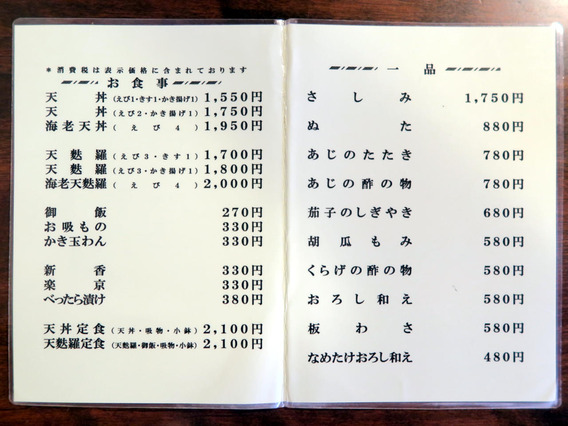 ＊消費税は表示価格に含まれております
お食事
天丼(えび1・きす1・かき揚げ1) 1,550円
天丼(えび2・かき揚げ1) 1,750円
海老天丼(えび4) 1,950円
天麩羅(えび3・きす1) 1,700円
天麩羅(えび3・かき揚げ1) 1,800円
海老天麩羅(えび4) 2,000円
御飯 270円
お吸もの 330円
かき玉わん 330円
新香 330円
楽京 330円
べったら漬け 380円
天丼定食(天丼・吸物・小鉢) 2,100円
天麩羅定食(天麩羅・御飯・吸物・小鉢) 2,100円
一品
さしみ 1,750円
ぬた 880円
あじのたたき 780円
あじの酢の物 780円
茄子のしぎやき 680円
胡瓜もみ 580円
くらげの酢の物 580円
おろし和え 580円
板わさ 580円
なめたけおろし和え 480円